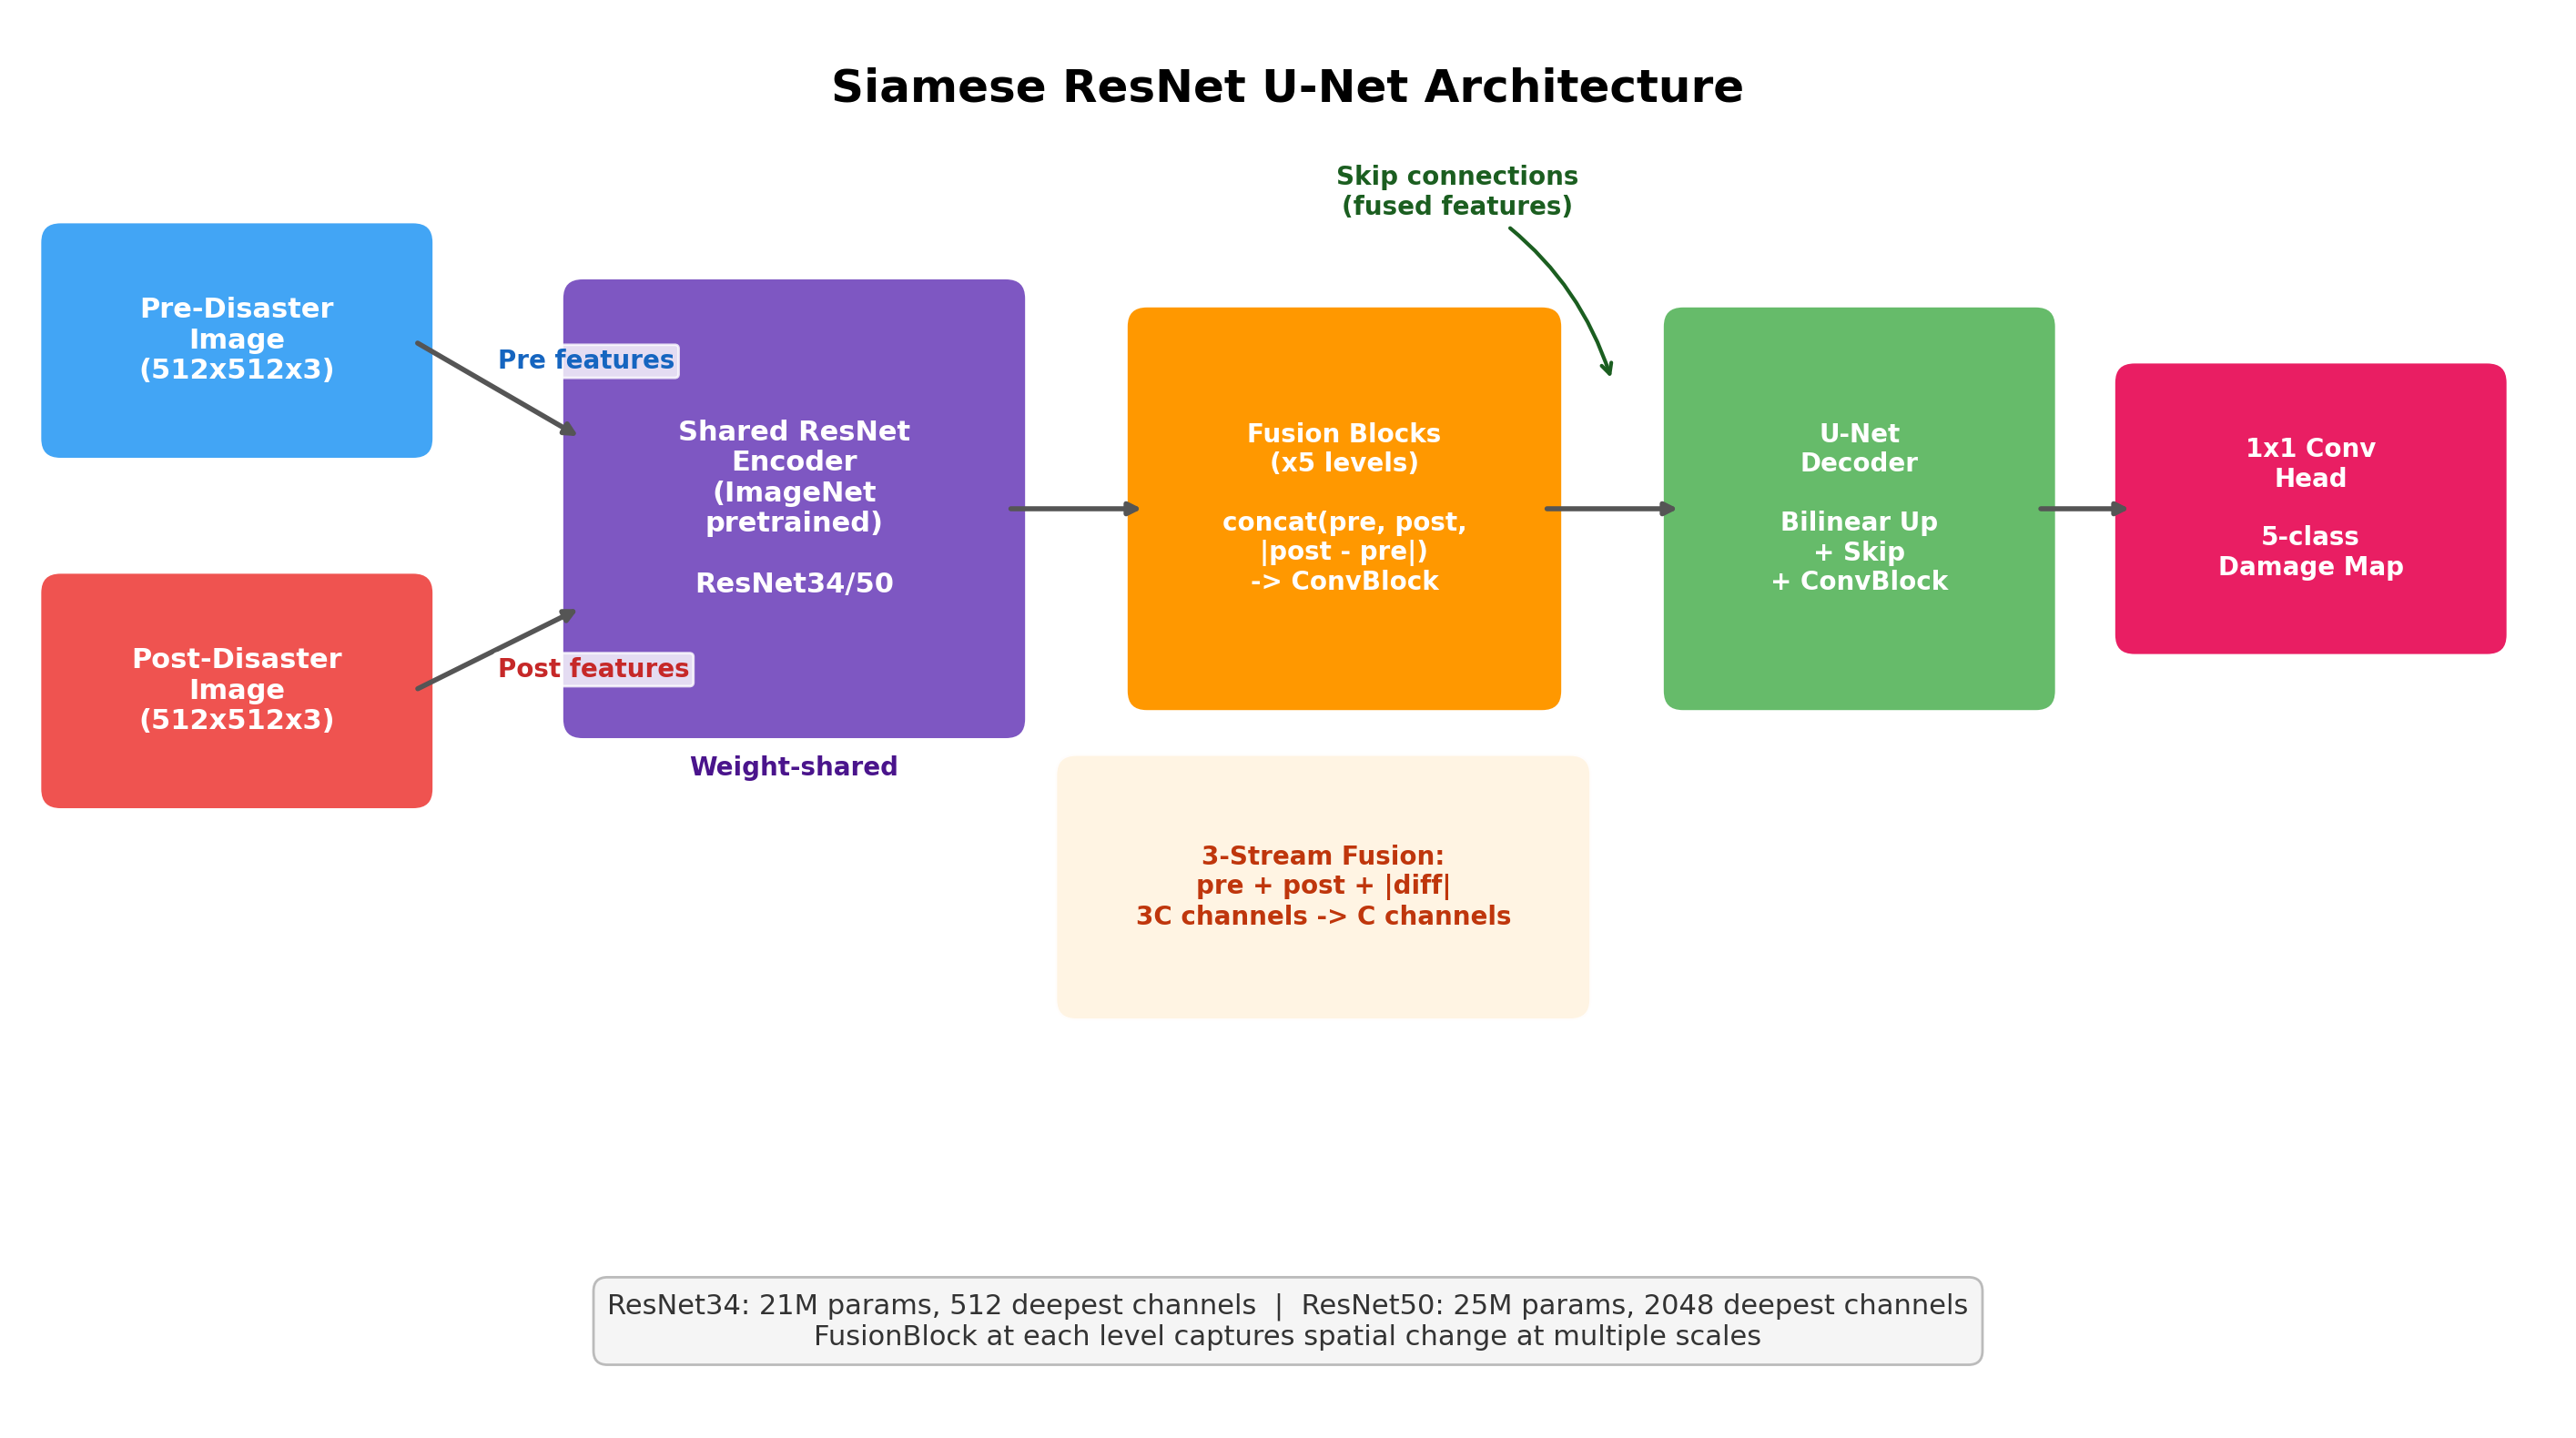 Siamese ResNet U-Net Architecture
Skip connections
(fused features)
Pre-Disaster
Image
(512x512x3)
Post-Disaster
Image
(512x512x3)
Pre features
Post features
Shared ResNet
Encoder
(ImageNet
pretrained)
ResNet34/50
Weight-shared
Fusion Blocks
(x5 levels)
concat(pre, post,
|post - pre|)
-> ConvBlock
U-Net
Decoder
Bilinear Up
+ Skip
+ ConvBlock
1x1 Conv
Head
5-class
Damage Map
3-Stream Fusion:
pre + post + |diff|
3C channels -> C channels
ResNet34: 21M params, 512 deepest channels | ResNet50: 25M params, 2048 deepest channels
FusionBlock at each level captures spatial change at multiple scales